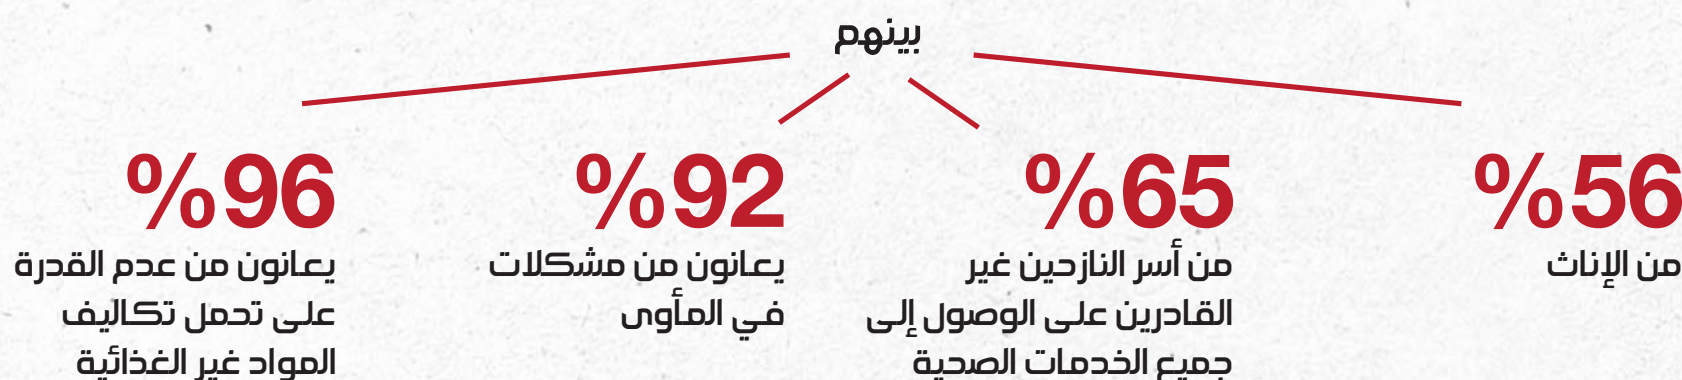 بينهم
%56
من الإناث
%65
من أسر النازحين غير
القادرين على الوصول إلى
جميع الخدمات الصحية
%92
يعانون من مشكلات
في المأوى
%96
يعانون من عدم القدرة
على تحمل تكاليف
المواد غير الغذائية